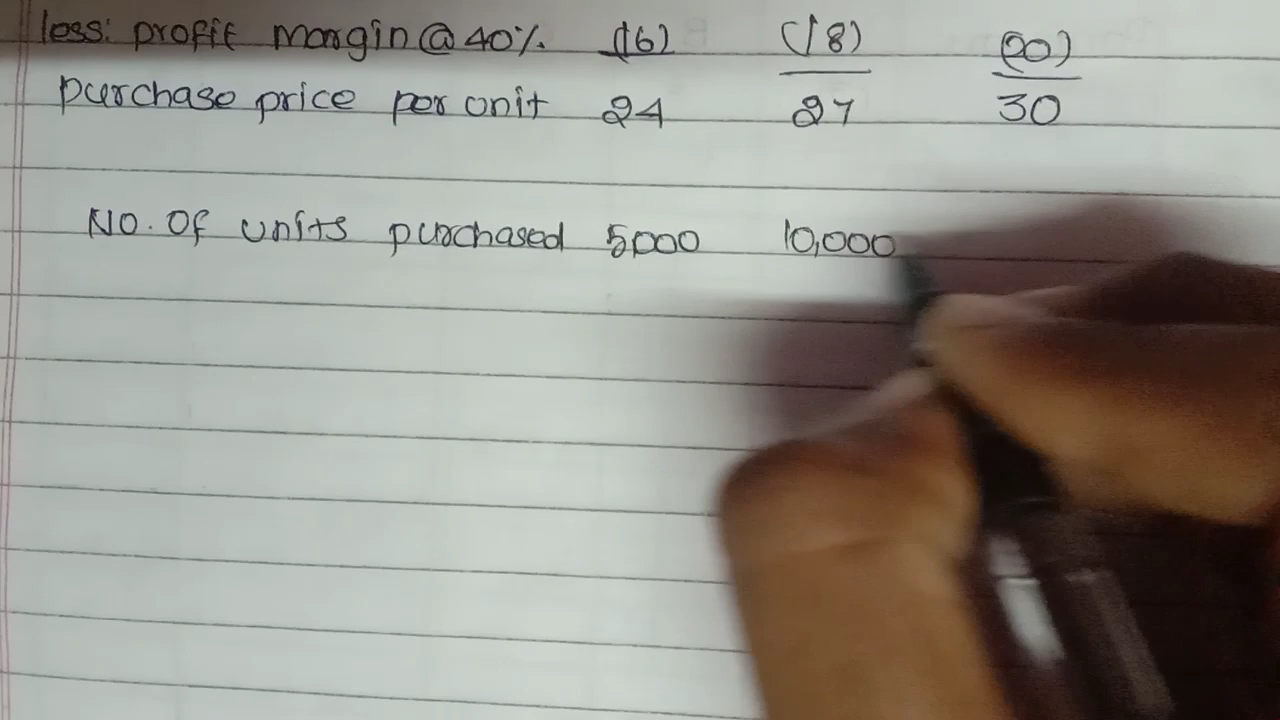 less: profit margin @ 40% (16) (18) (20)
purchase price per unit 24 27 30
No. Of units purchased 5000 10,000